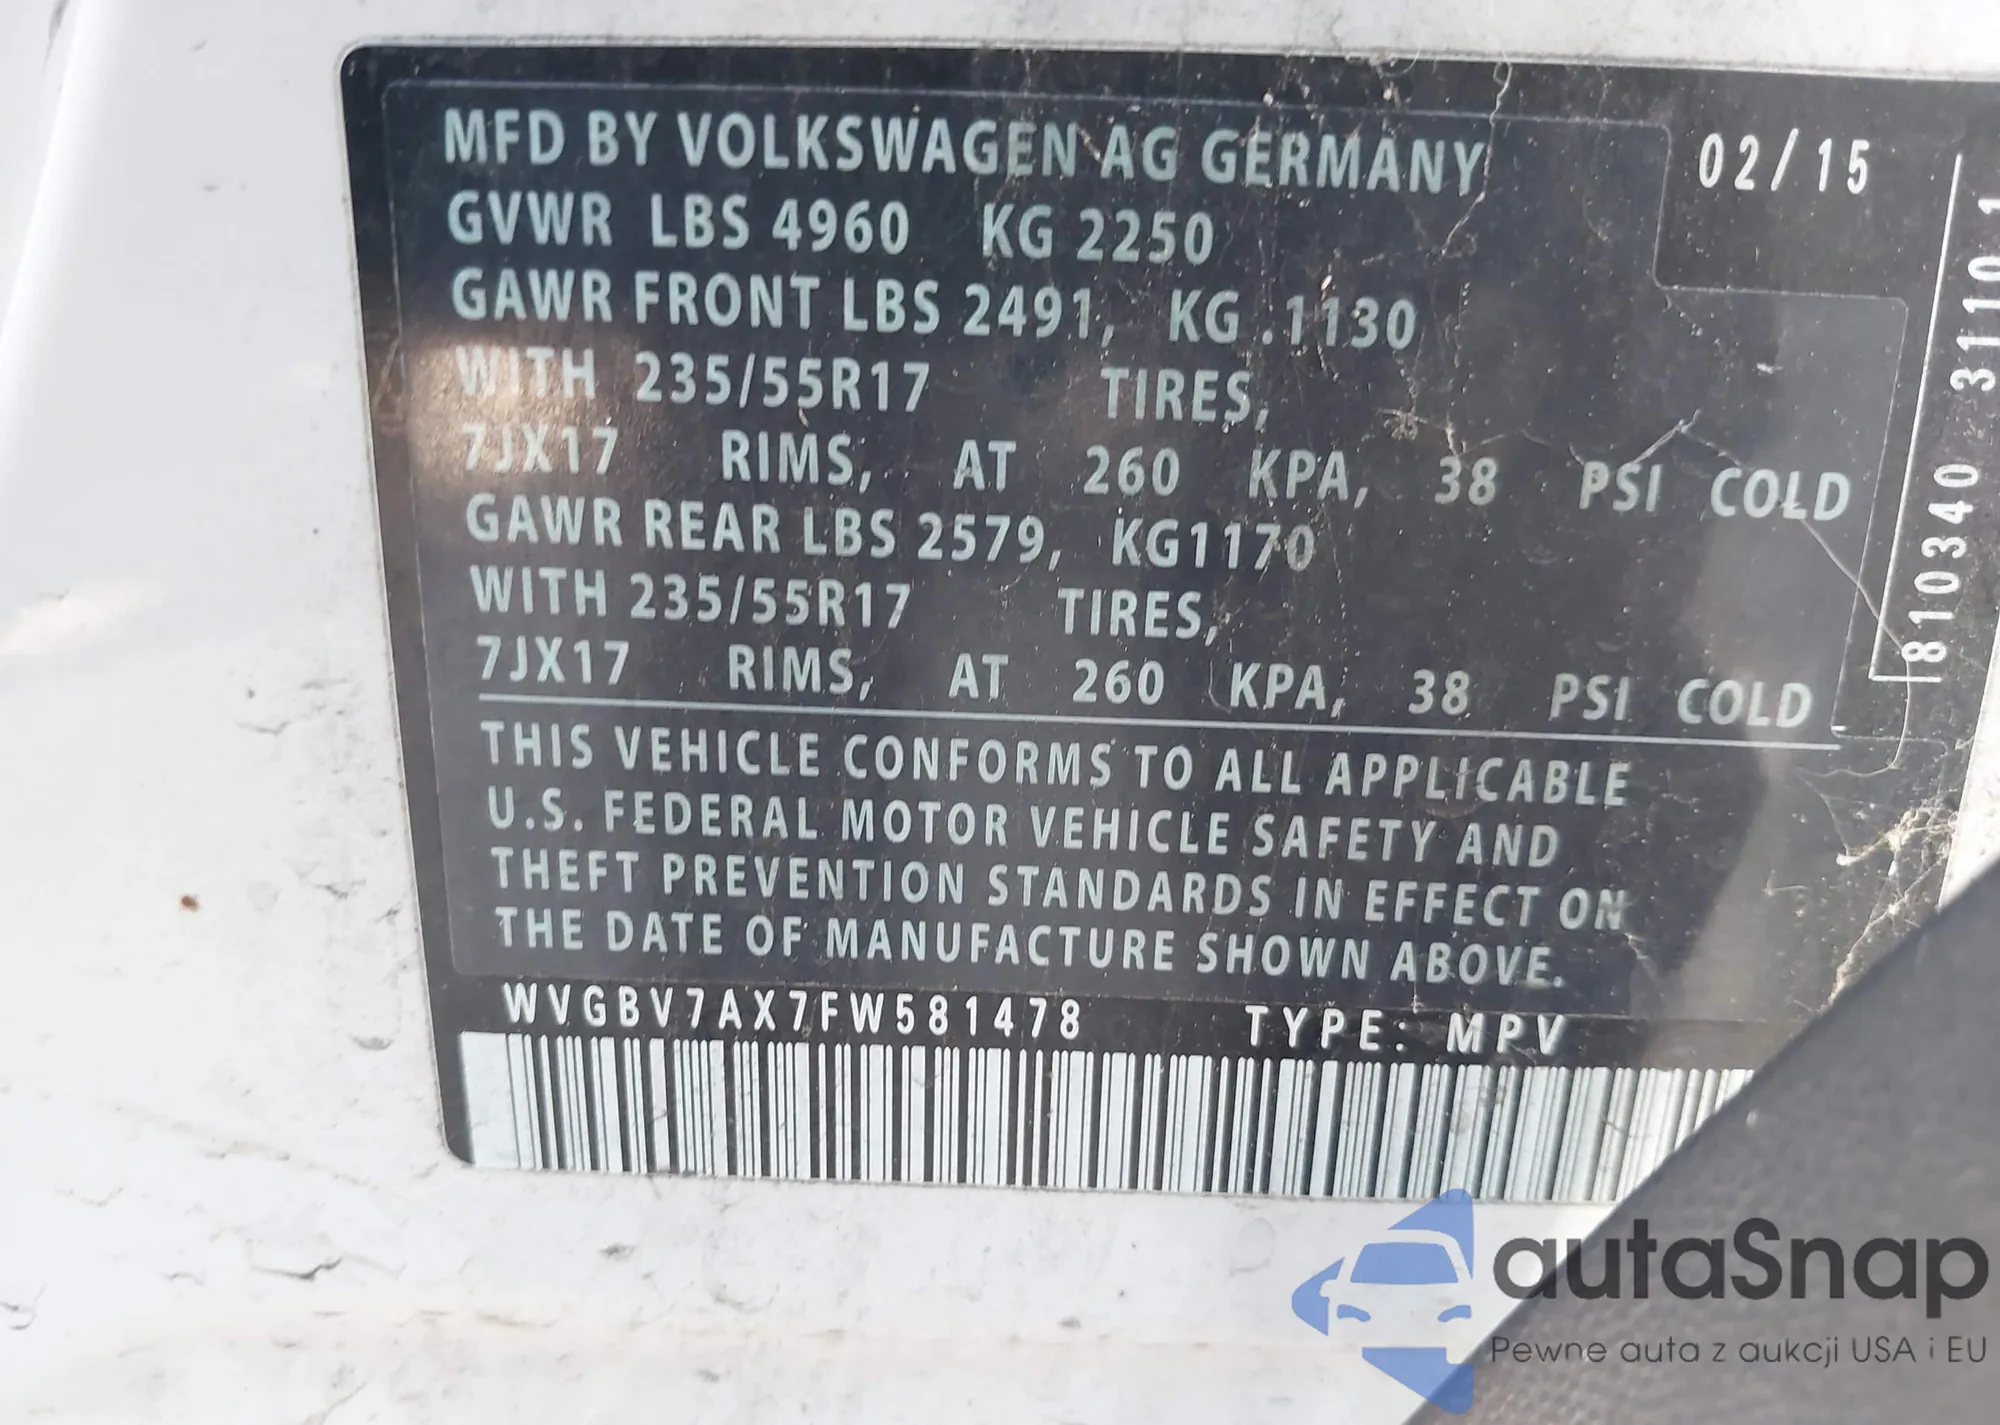 MFD BY VOLKSWAGEN AG GERMANY 02/15
GVWR LBS 4960 KG 2250
GAWR FRONT LBS 2491, KG .1130
WITH 235/55R17 TIRES,
7JX17 RIMS, AT 260 KPA, 38 PSI COLD
GAWR REAR LBS 2579, KG1170
WITH 235/55R17 TIRES,
7JX17 RIMS, AT 260 KPA, 38 PSI COLD
THIS VEHICLE CONFORMS TO ALL APPLICABLE
U.S. FEDERAL MOTOR VEHICLE SAFETY AND
THEFT PREVENTION STANDARDS IN EFFECT ON
THE DATE OF MANUFACTURE SHOWN ABOVE.
WVGBV7AX7FW581478 TYPE: MPV
810340 3110 1
autaSnap
Pewne auta z aukcji USA i EU